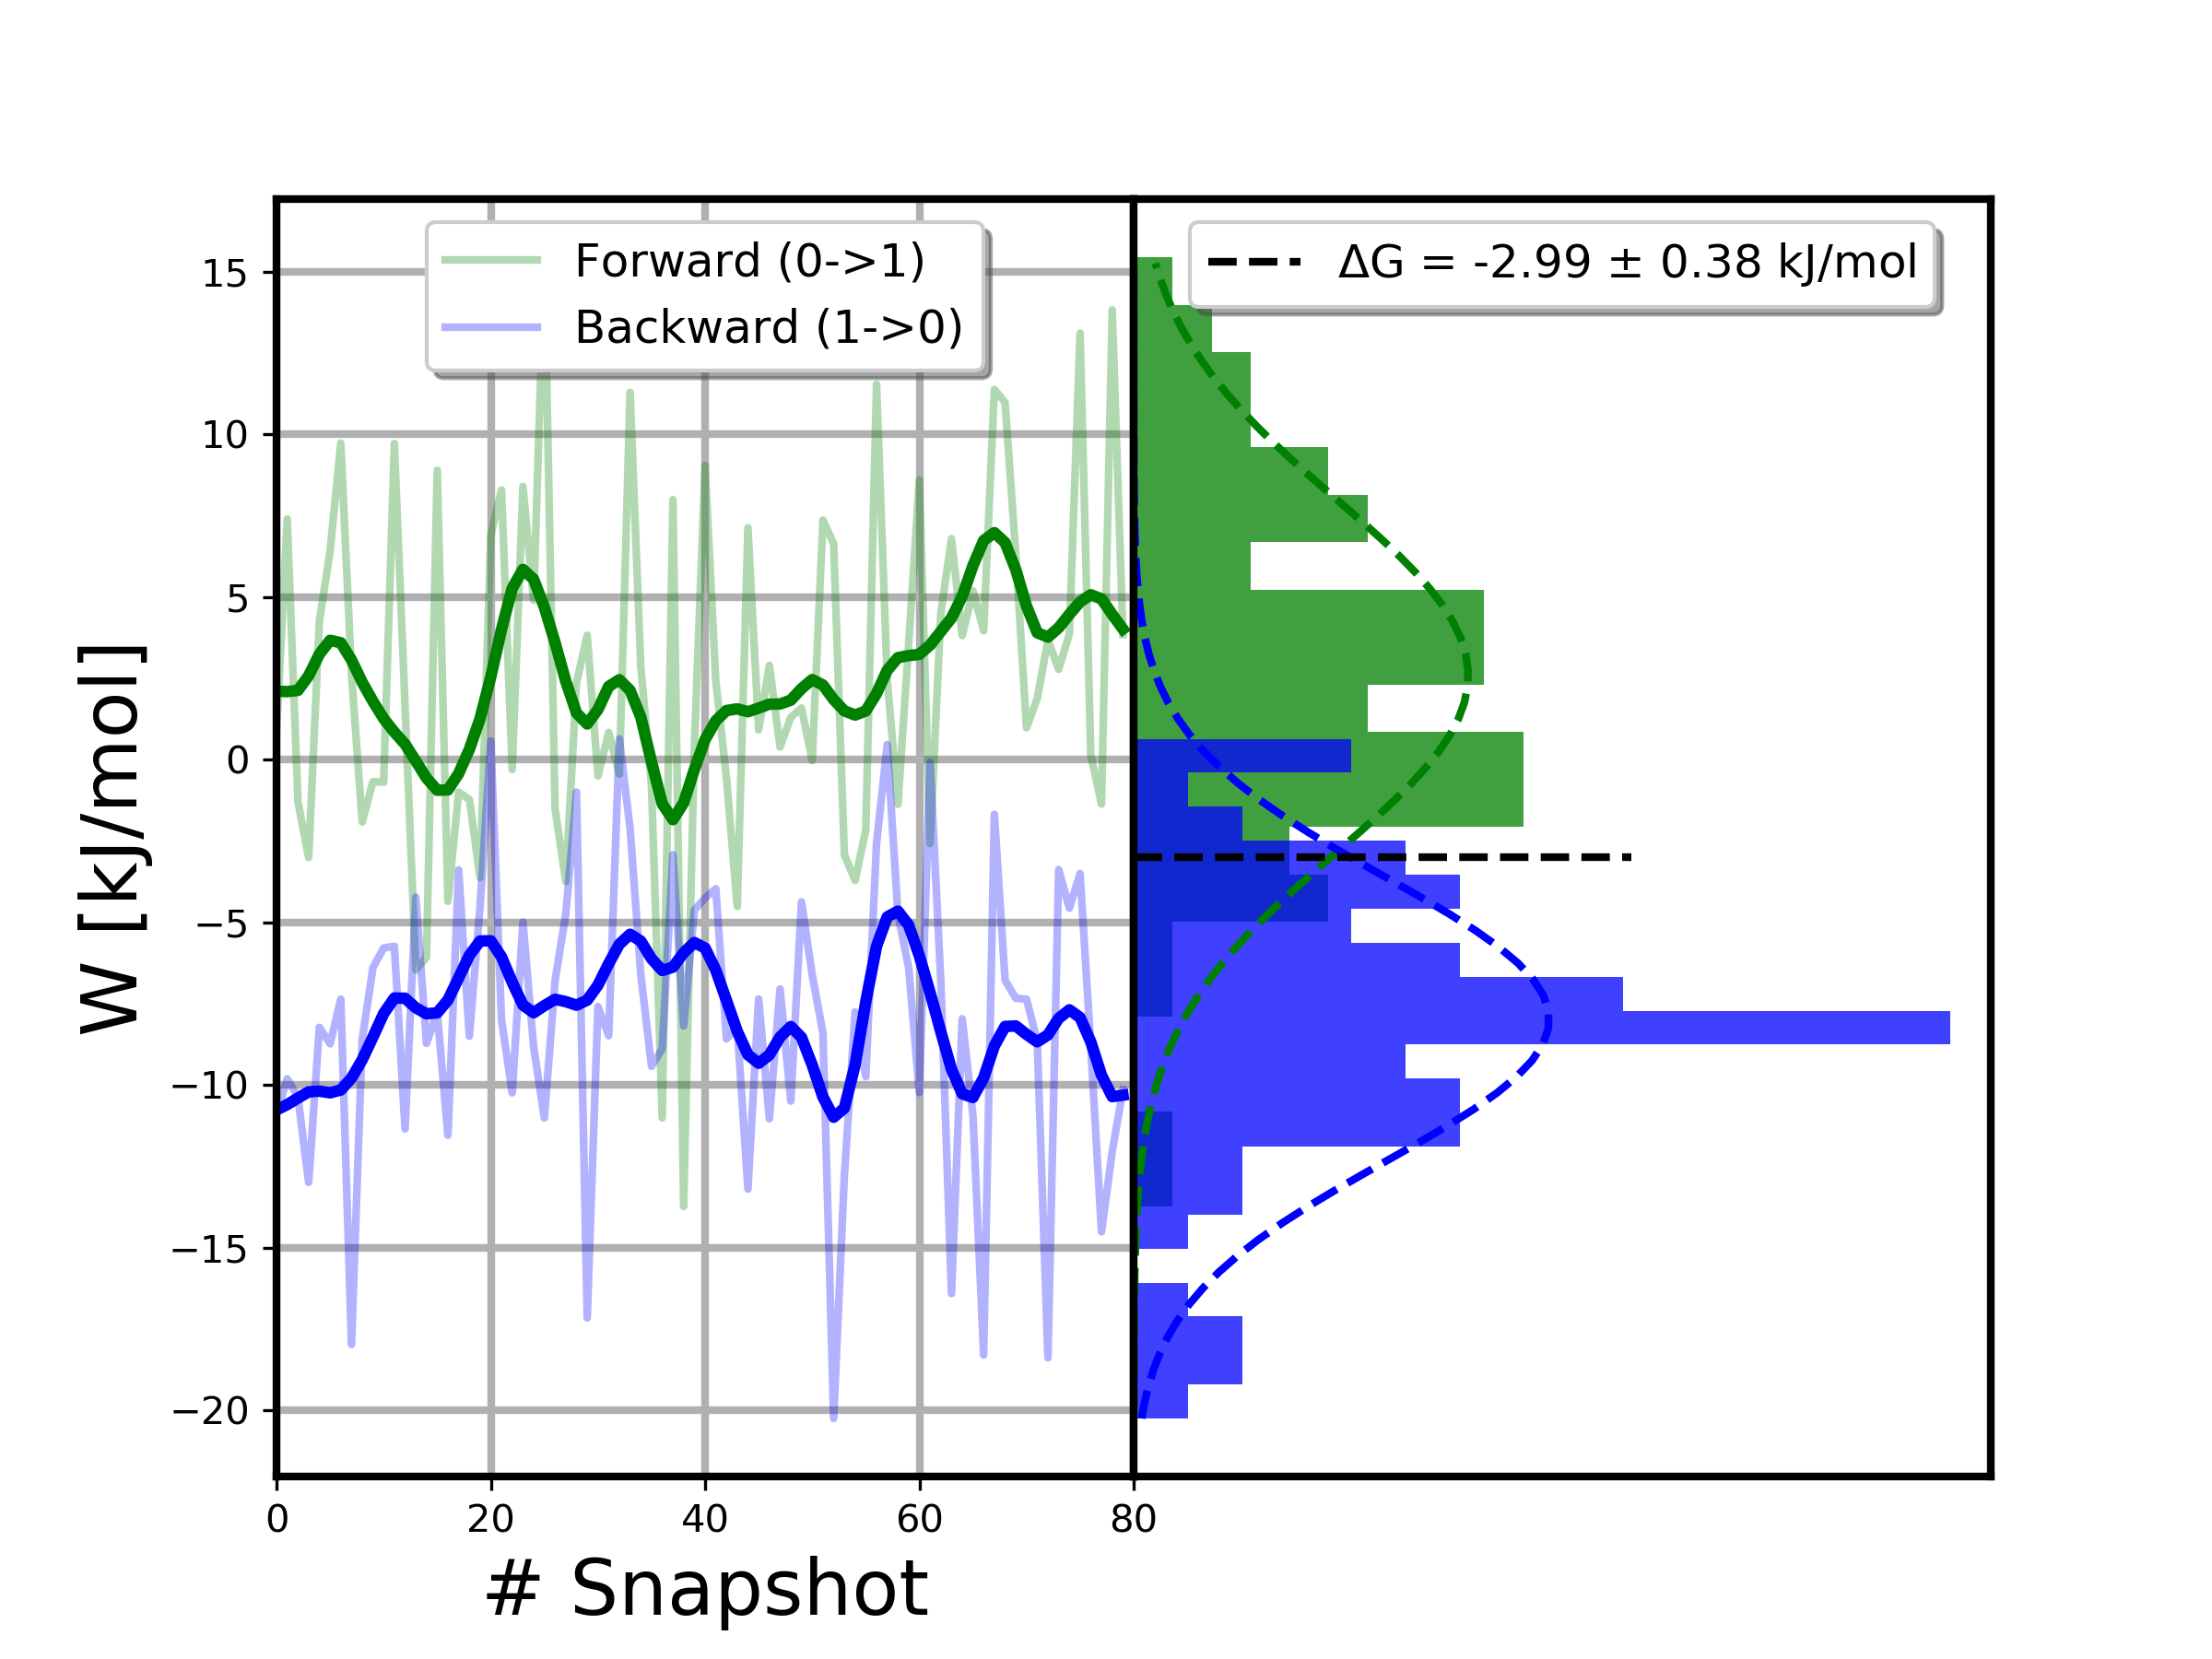 Forward (0->1)
Backward (1->0)
ΔG = -2.99 ± 0.38 kJ/mol
W [kJ/mol]
15
10
5
0
−5
−10
−15
−20
0 20 40 60 80
# Snapshot